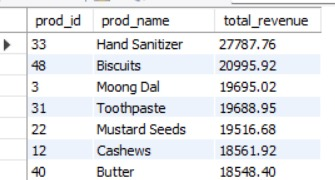 prod_id prod_name total_revenue
33 Hand Sanitizer 27787.76
48 Biscuits 20995.92
3 Moong Dal 19695.02
31 Toothpaste 19688.95
22 Mustard Seeds 19516.68
12 Cashews 18561.92
40 Butter 18548.40